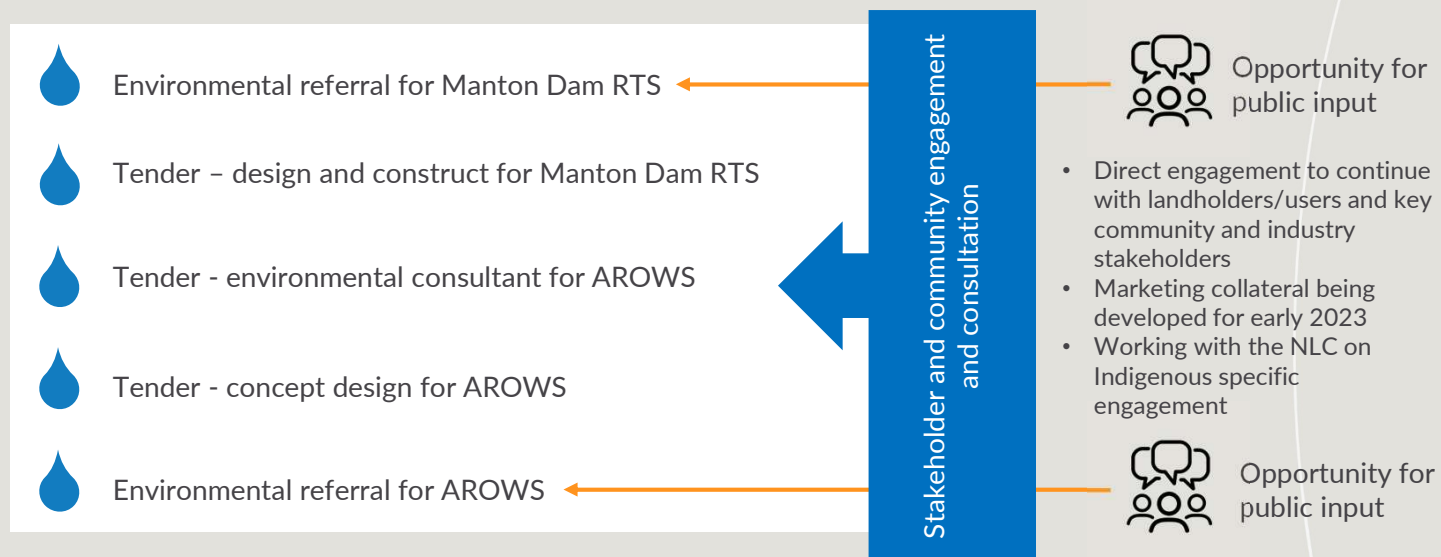 Environmental referral for Manton Dam RTS
Tender – design and construct for Manton Dam RTS
Tender - environmental consultant for AROWS
Tender - concept design for AROWS
Environmental referral for AROWS
Stakeholder and community engagement
and consultation
Opportunity for
public input
• Direct engagement to continue
with landholders/users and key
community and industry
stakeholders
• Marketing collateral being
developed for early 2023
• Working with the NLC on
Indigenous specific
engagement
Opportunity for
public input